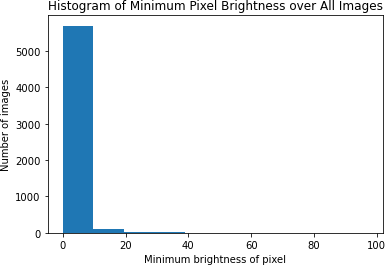 Histogram of Minimum Pixel Brightness over All Images
Number of images
5000
4000
3000
2000
1000
0
0 20 40 60 80 100
Minimum brightness of pixel